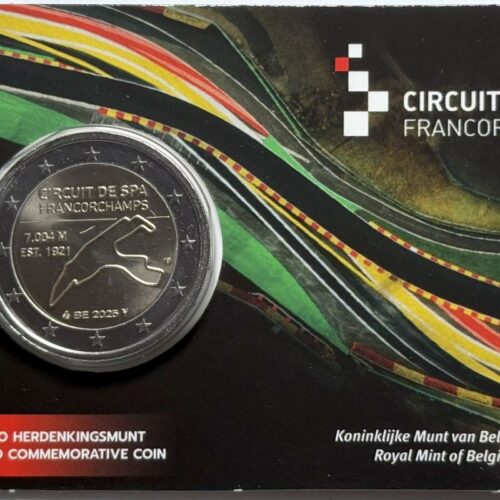 CIRCUIT
FRANCOR
CIRCUIT DE SPA
FRANCORCHAMPS
7.004 M
EST. 1921
BE 2025
O HERDENKINGSMUNT
O COMMEMORATIVE COIN
Koninklijke Munt van Bel
Royal Mint of Belgi